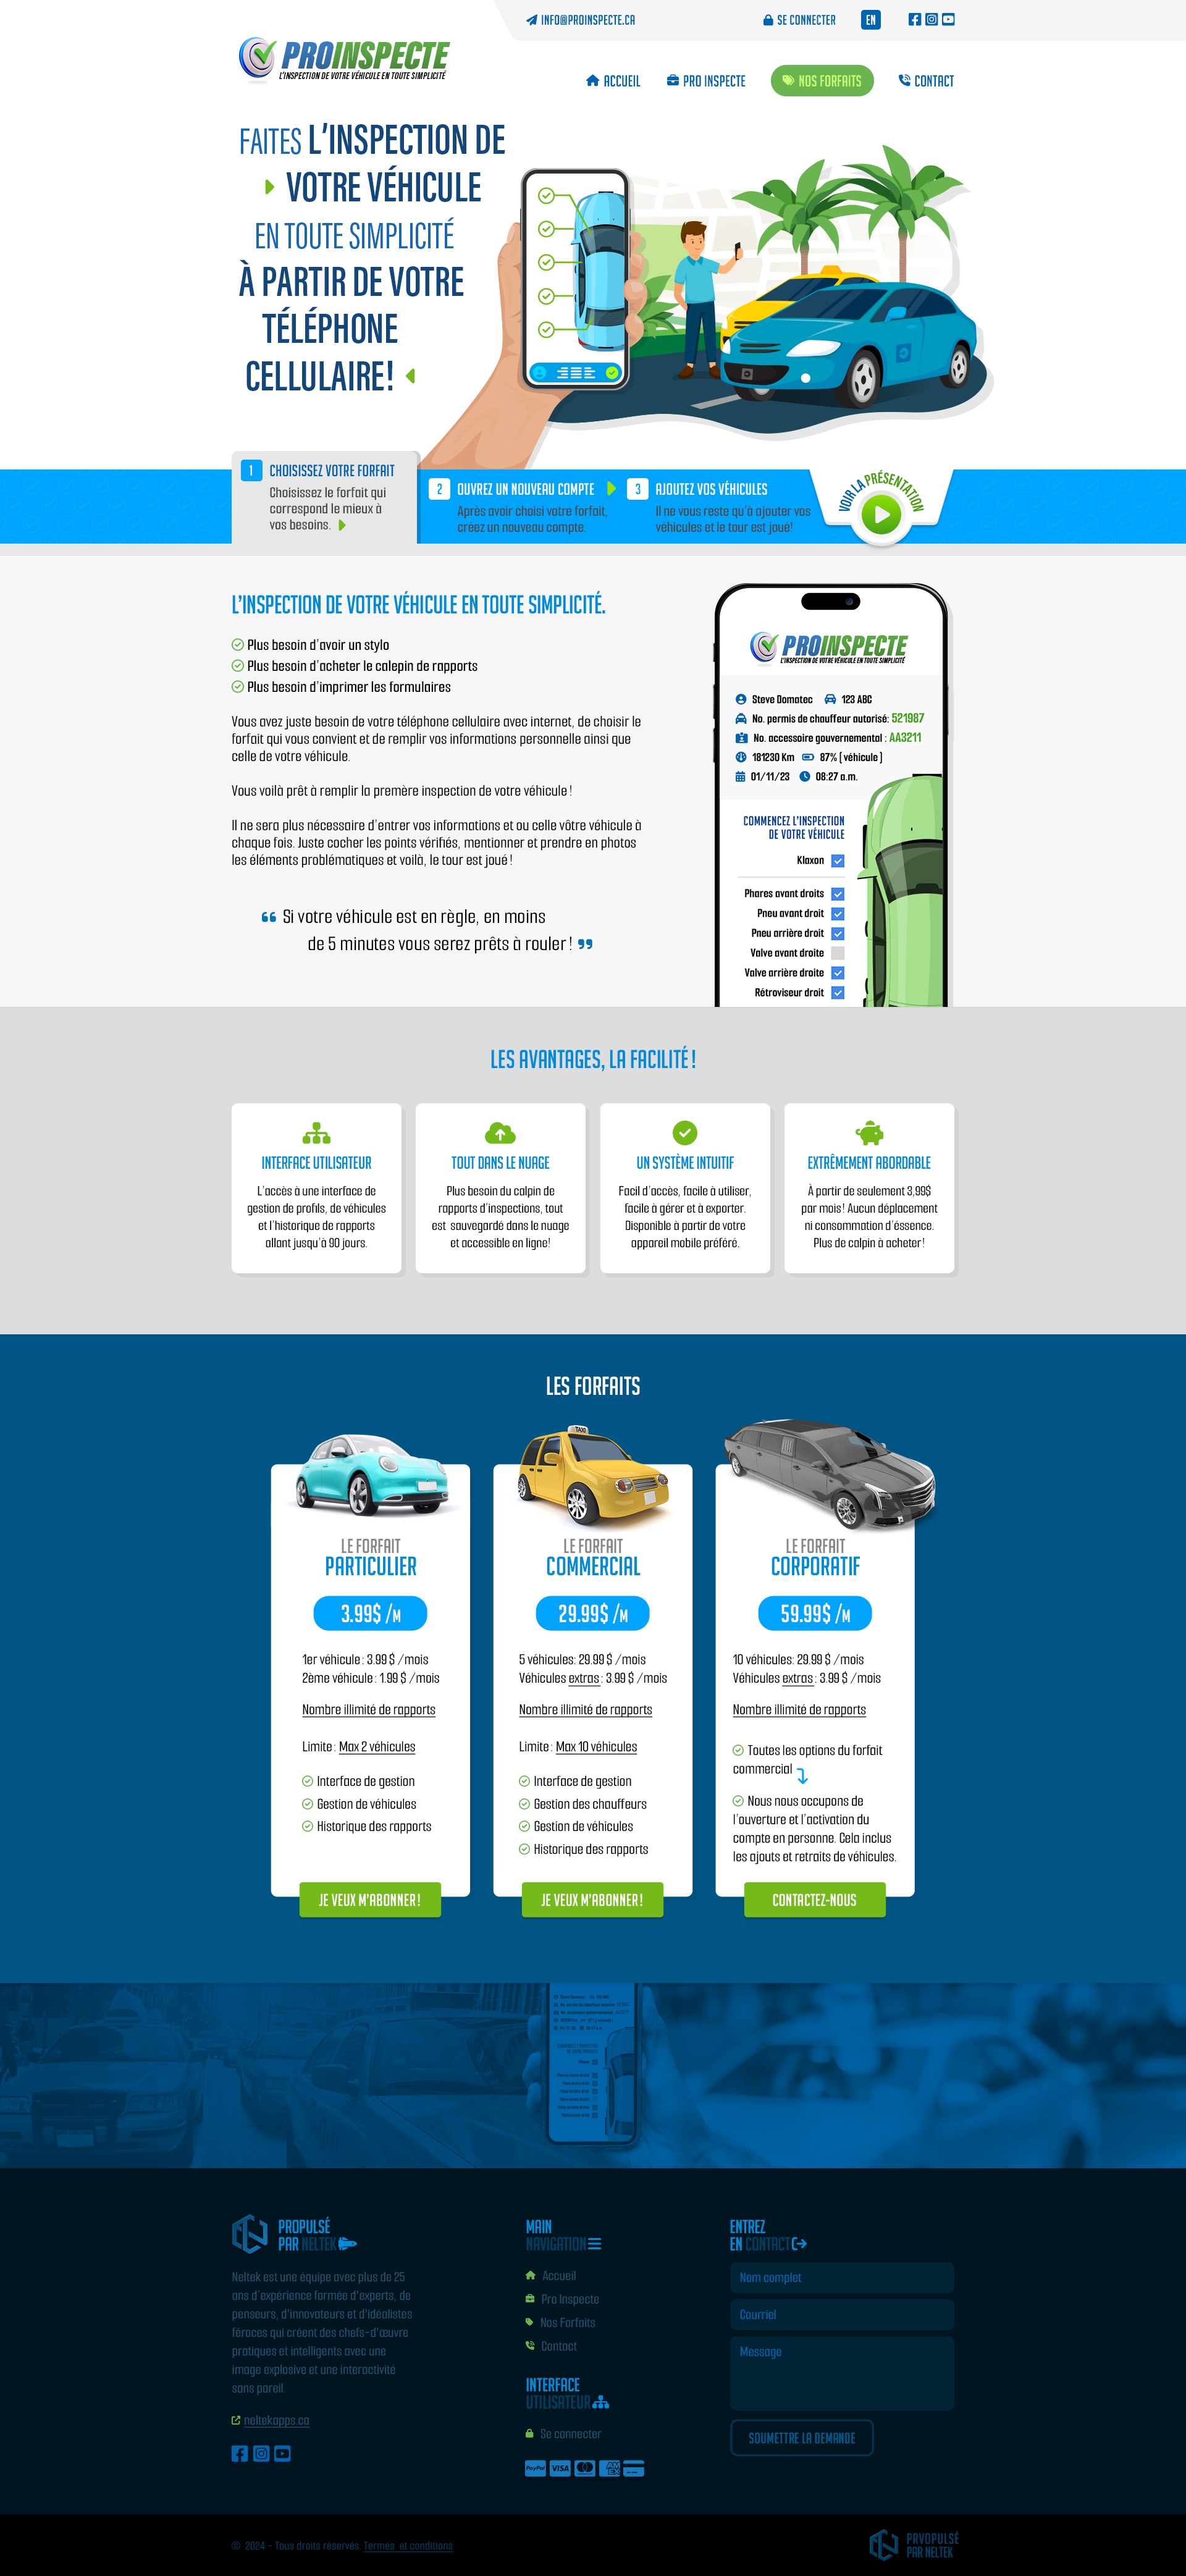 INFO@PROINSPECTE.CA
SE CONNECTER
EN
PROINSPECTE
L'INSPECTION DE VOTRE VÉHICULE EN TOUTE SIMPLICITÉ
ACCUEIL
PRO INSPECTE
NOS FORFAITS
CONTACT
FAITES L'INSPECTION DE
VOTRE VÉHICULE
EN TOUTE SIMPLICITÉ
À PARTIR DE VOTRE
TÉLÉPHONE
CELLULAIRE!
1 CHOISISSEZ VOTRE FORFAIT
Choisissez le forfait qui
correspond le mieux à
vos besoins.
2 OUVREZ UN NOUVEAU COMPTE
Après avoir choisi votre forfait,
créez un nouveau compte.
3 AJOUTEZ VOS VÉHICULES
Il ne vous reste qu'à ajouter vos
véhicules et le tour est joué!
VOIR LA PRÉSENTATION
L'INSPECTION DE VOTRE VÉHICULE EN TOUTE SIMPLICITÉ.
Plus besoin d'avoir un stylo
Plus besoin d'acheter le calepin de rapports
Plus besoin d'imprimer les formulaires
Vous avez juste besoin de votre téléphone cellulaire avec internet, de choisir le
forfait qui vous convient et de remplir vos informations personnelle ainsi que
celle de votre véhicule.
Vous voilà prêt à remplir la premère inspection de votre véhicule !
Il ne sera plus nécessaire d'entrer vos informations et ou celle vôtre véhicule à
chaque fois. Juste cocher les points vérifiés, mentionner et prendre en photos
les éléments problématiques et voilà, le tour est joué !
“ Si votre véhicule est en règle, en moins
de 5 minutes vous serez prêts à rouler ! ”
PROINSPECTE
L'INSPECTION DE VOTRE VÉHICULE EN TOUTE SIMPLICITÉ
Steve Domatec 123 ABC
No. permis de chauffeur autorisé: 521987
No. accessoire gouvernemental : AA3211
181230 Km 87% ( véhicule )
01/11/23 08:27 a.m.
COMMENCEZ L'INSPECTION
DE VOTRE VÉHICULE
Klaxon
Phares avant droits
Pneu avant droit
Pneu arrière droit
Valve avant droite
Valve arrière droite
Rétroviseur droit
LES AVANTAGES, LA FACILITÉ !
INTERFACE UTILISATEUR
L'accès à une interface de
gestion de profils, de véhicules
et l'historique de rapports
allant jusqu'à 90 jours.
TOUT DANS LE NUAGE
Plus besoin du calpin de
rapports d'inspections, tout
est sauvegardé dans le nuage
et accessible en ligne!
UN SYSTÈME INTUITIF
Facil d'accès, facile à utiliser,
facile à gérer et à exporter.
Disponible à partir de votre
appareil mobile préféré.
EXTRÊMEMENT ABORDABLE
À partir de seulement 3,99$
par mois! Aucun déplacement
ni consommation d'éssence.
Plus de calpin à acheter!
LES FORFAITS
TAXI
LE FORFAIT
PARTICULIER
3.99$ /M
1er véhicule : 3.99 $ /mois
2ème véhicule : 1.99 $ /mois
Nombre illimité de rapports
Limite : Max 2 véhicules
Interface de gestion
Gestion de véhicules
Historique des rapports
JE VEUX M'ABONNER !
LE FORFAIT
COMMERCIAL
29.99$ /M
5 véhicules: 29.99 $ /mois
Véhicules extras : 3.99 $ /mois
Nombre illimité de rapports
Limite : Max 10 véhicules
Interface de gestion
Gestion des chauffeurs
Gestion de véhicules
Historique des rapports
JE VEUX M'ABONNER !
LE FORFAIT
CORPORATIF
59.99$ /M
10 véhicules: 29.99 $ /mois
Véhicules extras : 3.99 $ /mois
Nombre illimité de rapports
Toutes les options du forfait
commercial
Nous nous occupons de
l'ouverture et l'activation du
compte en personne. Cela inclus
les ajouts et retraits de véhicules.
CONTACTEZ-NOUS
PROPULSÉ
PAR NELTEK
Neltek est une équipe avec plus de 25
ans d'expérience formée d'experts, de
penseurs, d'innovateurs et d'idéalistes
féroces qui créent des chefs-d'œuvre
pratiques et intelligents avec une
image explosive et une interactivité
sans pareil.
neltekapps.ca
MAIN
NAVIGATION
Accueil
Pro Inspecte
Nos Forfaits
Contact
INTERFACE
UTILISATEUR
Se connecter
PayPal VISA AMEX
ENTREZ
EN CONTACT
Nom complet
Courriel
Message
SOUMETTRE LA DEMANDE
© 2024 - Tous droits réservés. Termes et conditions
PRVOPULSÉ
PAR NELTEK